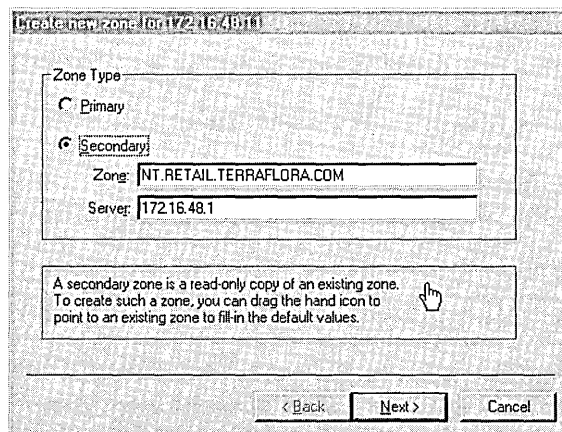 Create new zone for 172.16.48.11
Zone Type
Primary
Secondary
Zone: NT.RETAIL.TERRAFLORA.COM
Server: 172.16.48.1
A secondary zone is a read-only copy of an existing zone.
To create such a zone, you can drag the hand icon to
point to an existing zone to fill-in the default values.
< Back
Next >
Cancel